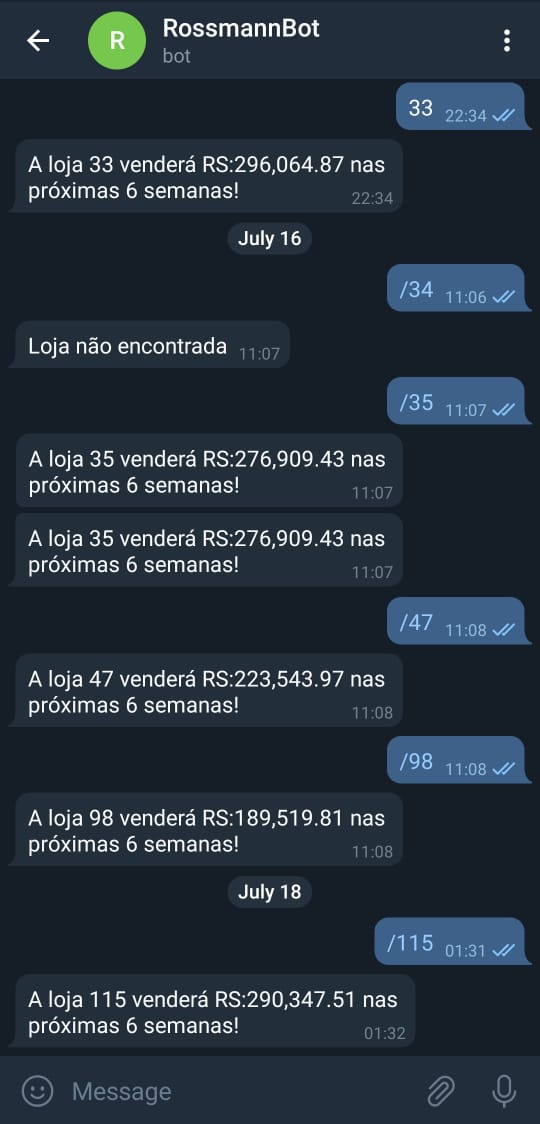 R
RossmannBot
bot
33 22:34
A loja 33 venderá RS:296,064.87 nas
próximas 6 semanas! 22:34
July 16
/34 11:06
Loja não encontrada 11:07
/35 11:07
A loja 35 venderá RS:276,909.43 nas
próximas 6 semanas! 11:07
A loja 35 venderá RS:276,909.43 nas
próximas 6 semanas! 11:07
/47 11:08
A loja 47 venderá RS:223,543.97 nas
próximas 6 semanas! 11:08
/98 11:08
A loja 98 venderá RS:189,519.81 nas
próximas 6 semanas! 11:08
July 18
/115 01:31
A loja 115 venderá RS:290,347.51 nas
próximas 6 semanas! 01:32
Message